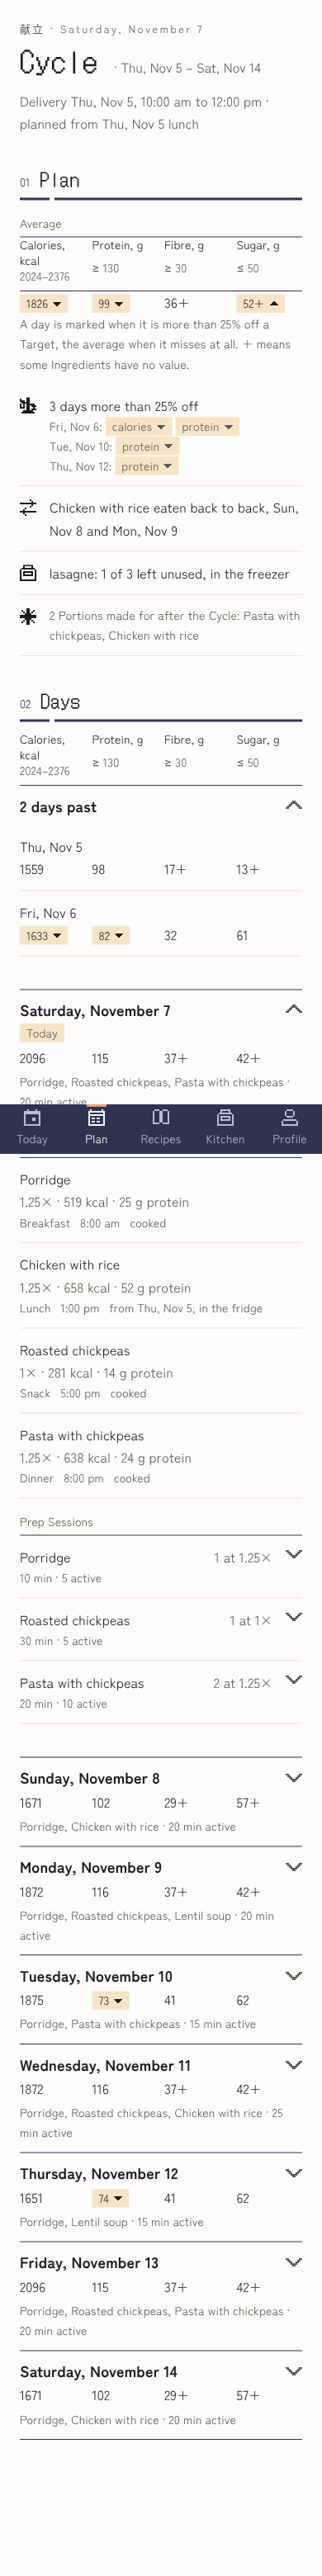 献立 · Saturday, November 7
Cycle · Thu, Nov 5 – Sat, Nov 14
Delivery Thu, Nov 5, 10:00 am to 12:00 pm ·
planned from Thu, Nov 5 lunch
01 Plan
Average
Calories, kcal 2024–2376 Protein, g ≥ 130 Fibre, g ≥ 30 Sugar, g ≤ 50
1826 99 36+ 52+
A day is marked when it is more than 25% off a
Target, the average when it misses at all. + means
some Ingredients have no value.
3 days more than 25% off
Fri, Nov 6: calories protein
Tue, Nov 10: protein
Thu, Nov 12: protein
Chicken with rice eaten back to back, Sun,
Nov 8 and Mon, Nov 9
lasagne: 1 of 3 left unused, in the freezer
2 Portions made for after the Cycle: Pasta with
chickpeas, Chicken with rice
02 Days
Calories, kcal 2024–2376 Protein, g ≥ 130 Fibre, g ≥ 30 Sugar, g ≤ 50
2 days past
Thu, Nov 5
1559 98 17+ 13+
Fri, Nov 6
1633 82 32 61
Saturday, November 7
Today
2096 115 37+ 42+
Porridge, Roasted chickpeas, Pasta with chickpeas ·
20 min active
Today Plan Recipes Kitchen Profile
Porridge
1.25× · 519 kcal · 25 g protein
Breakfast 8:00 am cooked
Chicken with rice
1.25× · 658 kcal · 52 g protein
Lunch 1:00 pm from Thu, Nov 5, in the fridge
Roasted chickpeas
1× · 281 kcal · 14 g protein
Snack 5:00 pm cooked
Pasta with chickpeas
1.25× · 638 kcal · 24 g protein
Dinner 8:00 pm cooked
Prep Sessions
Porridge 1 at 1.25×
10 min · 5 active
Roasted chickpeas 1 at 1×
30 min · 5 active
Pasta with chickpeas 2 at 1.25×
20 min · 10 active
Sunday, November 8
1671 102 29+ 57+
Porridge, Chicken with rice · 20 min active
Monday, November 9
1872 116 37+ 42+
Porridge, Roasted chickpeas, Lentil soup · 20 min
active
Tuesday, November 10
1875 73 41 62
Porridge, Pasta with chickpeas · 15 min active
Wednesday, November 11
1872 116 37+ 42+
Porridge, Roasted chickpeas, Chicken with rice · 25
min active
Thursday, November 12
1651 74 41 62
Porridge, Lentil soup · 15 min active
Friday, November 13
2096 115 37+ 42+
Porridge, Roasted chickpeas, Pasta with chickpeas ·
20 min active
Saturday, November 14
1671 102 29+ 57+
Porridge, Chicken with rice · 20 min active